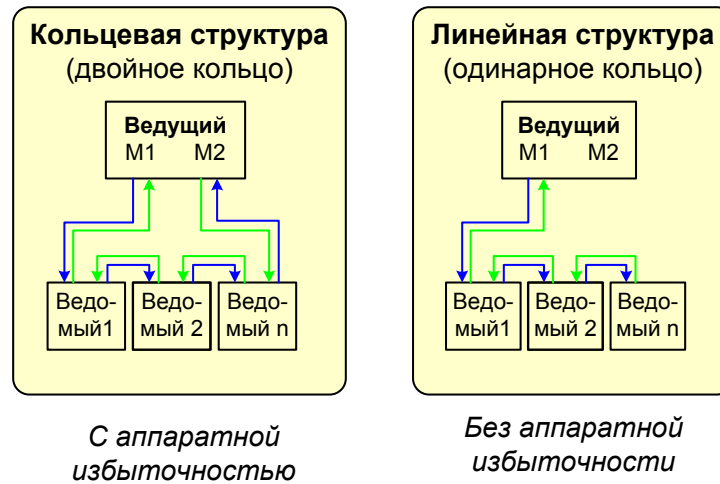 Кольцевая структура
(двойное кольцо)
Ведущий
M1 M2
Ведо-
мый1
Ведо-
мый 2
Ведо-
мый n
С аппаратной
избыточностью
Линейная структура
(одинарное кольцо)
Ведущий
M1 M2
Ведо-
мый1
Ведо-
мый 2
Ведо-
мый n
Без аппаратной
избыточности